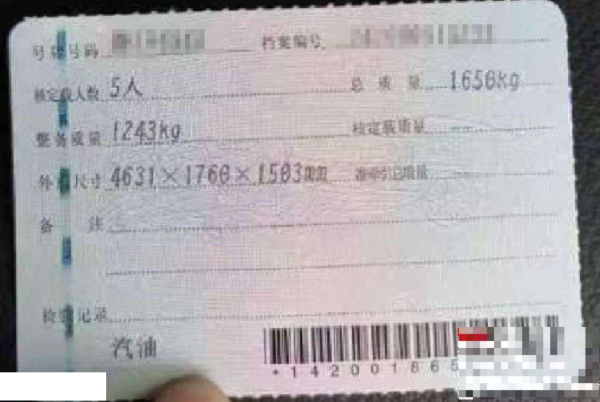 号牌号码 档案编号
核定载人数 5人 总质量 1650kg
整备质量 1243kg 核定载质量 --
外廓尺寸 4631×1760×1503mm 准牵引总质量 --
备注
检验记录
汽油
*142001865